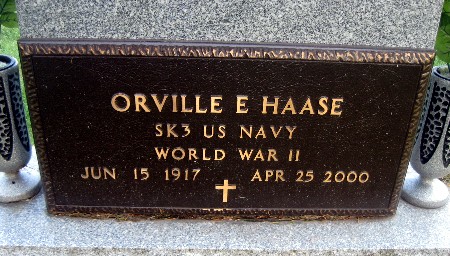 ORVILLE E HAASE
SK3 US NAVY
WORLD WAR II
JUN 15 1917 APR 25 2000